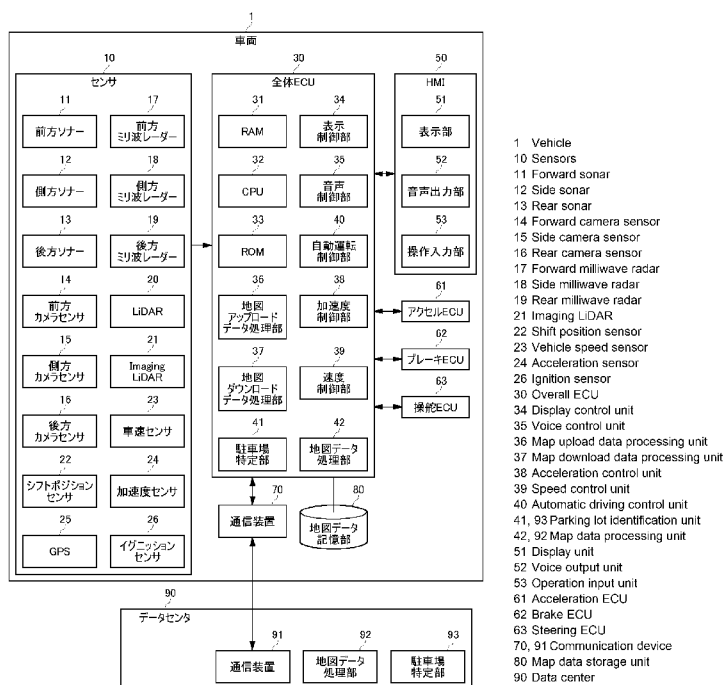 1
車面
10
センサ
11
前方ソナー
17
前方
ミリ波レーダー
12
側方ソナー
18
側方
ミリ波レーダー
13
後方ソナー
19
後方
ミリ波レーダー
14
前方
カメラセンサ
20
LiDAR
15
側方
カメラセンサ
21
Imaging
LiDAR
16
後方
カメラセンサ
23
車速センサ
22
シフトポジション
センサ
24
加速度センサ
25
GPS
26
イグニッション
センサ
30
全体ECU
31
RAM
34
表示
制御部
32
CPU
35
音声
制御部
33
ROM
40
自動運転
制御部
36
地図
アップロード
データ処理部
38
加速度
制御部
37
地図
ダウンロード
データ処理部
39
速度
制御部
41
駐車場
特定部
42
地図データ
処理部
50
HMI
51
表示部
52
音声出力部
53
操作入力部
61
アクセルECU
62
ブレーキECU
63
操舵ECU
70
通信装置
80
地図データ
記憶部
90
データセンタ
91
通信装置
92
地図データ
処理部
93
駐車場
特定部
1 Vehicle
10 Sensors
11 Forward sonar
12 Side sonar
13 Rear sonar
14 Forward camera sensor
15 Side camera sensor
16 Rear camera sensor
17 Forward milliwave radar
18 Side milliwave radar
19 Rear milliwave radar
21 Imaging LiDAR
22 Shift position sensor
23 Vehicle speed sensor
24 Acceleration sensor
26 Ignition sensor
30 Overall ECU
34 Display control unit
35 Voice control unit
36 Map upload data processing unit
37 Map download data processing unit
38 Acceleration control unit
39 Speed control unit
40 Automatic driving control unit
41, 93 Parking lot identification unit
42, 92 Map data processing unit
51 Display unit
52 Voice output unit
53 Operation input unit
61 Acceleration ECU
62 Brake ECU
63 Steering ECU
70, 91 Communication device
80 Map data storage unit
90 Data center